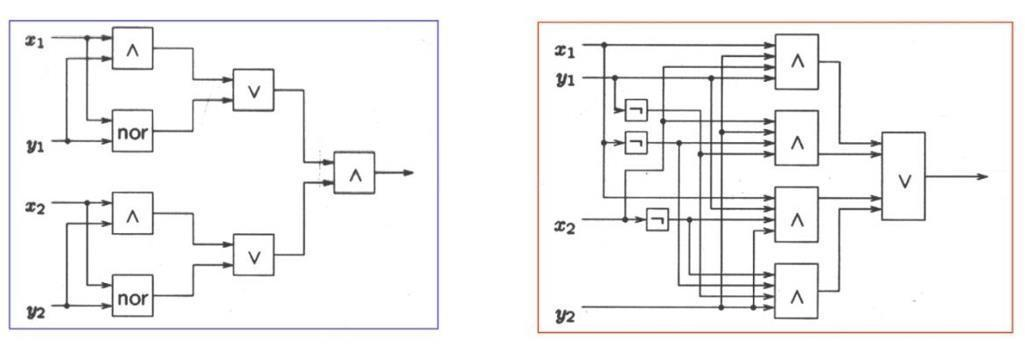 x1
∧
∨
nor
y1
∧
x2
∧
∨
nor
y2
x1
∧
y1
¬
¬
∧
∨
x2
¬
∧
∧
y2